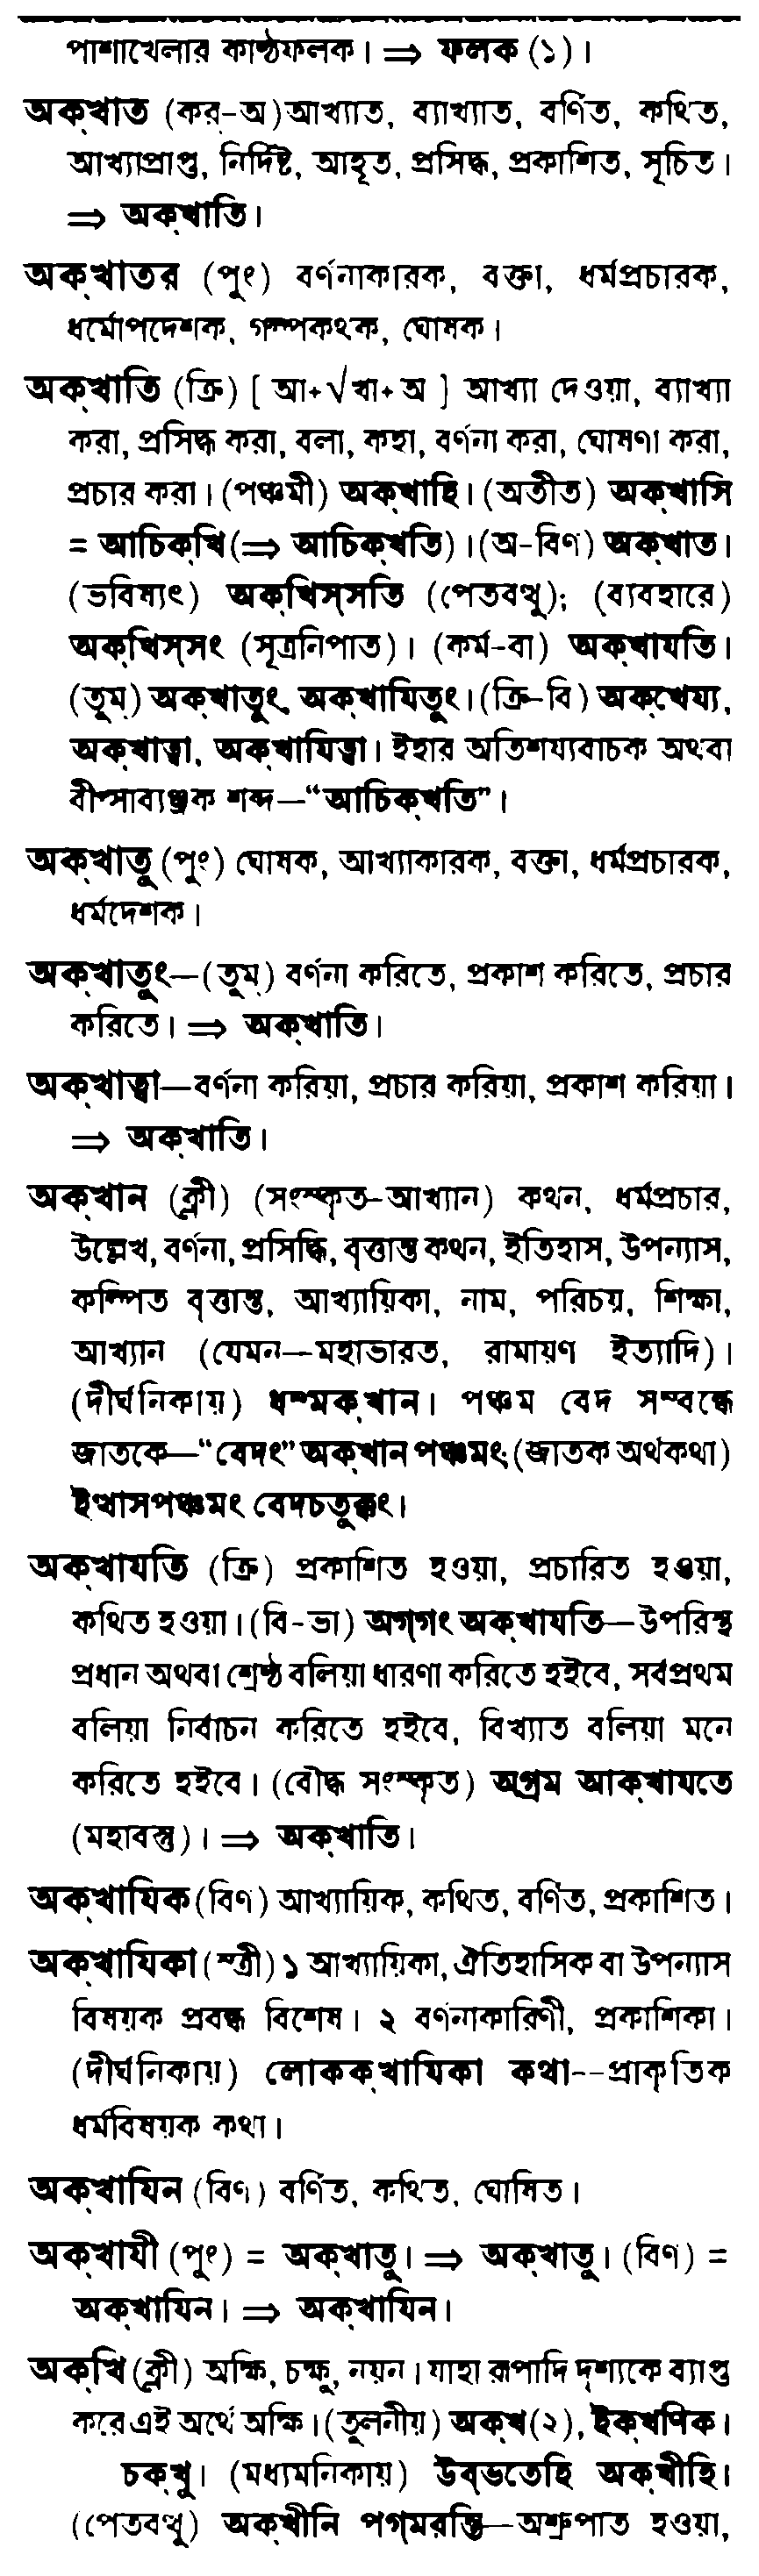 পাশাখেলার কাষ্ঠফলক। ⇒ ফলক (১)।
অক্খাত (কর-অ) আখ্যাত, ব্যাখ্যাত, বর্ণিত, কথিত,
আখ্যাপ্রাপ্ত, নির্দিষ্ট, আহূত, প্রসিদ্ধ, প্রকাশিত, সূচিত।
⇒ অক্খাতি।
অক্খাতর (পুং) বর্ণনাকারক, বক্তা, ধর্মপ্রচারক,
ধর্মোপদেশক, গল্পকথক, ঘোষক।
অক্খাতি (ক্রি) [ আ+√খা+অ ] আখ্যা দেওয়া, ব্যাখ্যা
করা, প্রসিদ্ধ করা, বলা, কহা, বর্ণনা করা, ঘোষণা করা,
প্রচার করা। (পঞ্চমী) অক্খাহি। (অতীত) অক্খাসি
= আচিক্খি (⇒ আচিক্খতি)। (অ-বিণ) অক্খাত।
(ভবিষ্যৎ) অক্খিস্সতি (পেতবত্থু); (ব্যবহারে)
অক্খিস্সং (সূত্রনিপাত)। (কর্ম-বা) অক্খাযতি।
(তুম্) অক্খাতুং, অক্খাযিতুং। (ক্রি-বি) অক্খেয্য,
অক্খাত্বা, অক্খাযিত্বা। ইহার অতিশয্যবাচক অথবা
বীপ্সাব্যঞ্জক শব্দ—“আচিক্খতি”।
অক্খাতু (পুং) ঘোষক, আখ্যাকারক, বক্তা, ধর্মপ্রচারক,
ধর্মদেশক।
অক্খাতুং—(তুম্) বর্ণনা করিতে, প্রকাশ করিতে, প্রচার
করিতে। ⇒ অক্খাতি।
অক্খাত্বা—বর্ণনা করিয়া, প্রচার করিয়া, প্রকাশ করিয়া।
⇒ অক্খাতি।
অক্খান (ক্লী) (সংস্কৃত-আখ্যান) কথন, ধর্মপ্রচার,
উল্লেখ, বর্ণনা, প্রসিদ্ধি, বৃত্তান্ত কথন, ইতিহাস, উপন্যাস,
কল্পিত বৃত্তান্ত, আখ্যায়িকা, নাম, পরিচয়, শিক্ষা,
আখ্যান (যেমন—মহাভারত, রামায়ণ ইত্যাদি)।
(দীর্ঘনিকায়) ধম্মক্খান। পঞ্চম বেদ সম্বন্ধে
জাতকে—“বেদং” অক্খান পঞ্চমং (জাতক অর্থকথা)
ইত্থাসপঞ্চমং বেদচতুক্কং।
অক্খাযতি (ক্রি) প্রকাশিত হওয়া, প্রচারিত হওয়া,
কথিত হওয়া। (বি-ভা) অগ্গং অক্খাযতি—উপরিস্থ
প্রধান অথবা শ্রেষ্ঠ বলিয়া ধারণা করিতে হইবে, সর্বপ্রথম
বলিয়া নির্বাচন করিতে হইবে, বিখ্যাত বলিয়া মনে
করিতে হইবে। (বৌদ্ধ সংস্কৃত) অগ্রম আক্খাযতে
(মহাবস্তু)। ⇒ অক্খাতি।
অক্খাযিক (বিণ) আখ্যায়িক, কথিত, বর্ণিত, প্রকাশিত।
অক্খাযিকা (স্ত্রী) ১ আখ্যায়িকা, ঐতিহাসিক বা উপন্যাস
বিষয়ক প্রবন্ধ বিশেষ। ২ বর্ণনাকারিণী, প্রকাশিকা।
(দীর্ঘনিকায়) লোকক্খাযিকা কথা--প্রাকৃতিক
ধর্মবিষয়ক কথা।
অক্খাযিন (বিণ) বর্ণিত, কথিত, ঘোষিত।
অক্খাযী (পুং) = অক্খাতু। ⇒ অক্খাতু। (বিণ) =
অক্খাযিন। ⇒ অক্খাযিন।
অক্খি (ক্লী) অক্ষি, চক্ষু, নয়ন। যাহা রূপাদি দৃশ্যকে ব্যাপ্ত
করে এই অর্থে অক্ষি। (তুলনীয়) অক্খ (২), ইক্খণিক।
চক্খু। (মধ্যমনিকায়) উব্ভতেহি অক্খীহি।
(পেতবত্থু) অক্খীনি পগ্ঘরন্তি—অশ্রুপাত হওয়া,